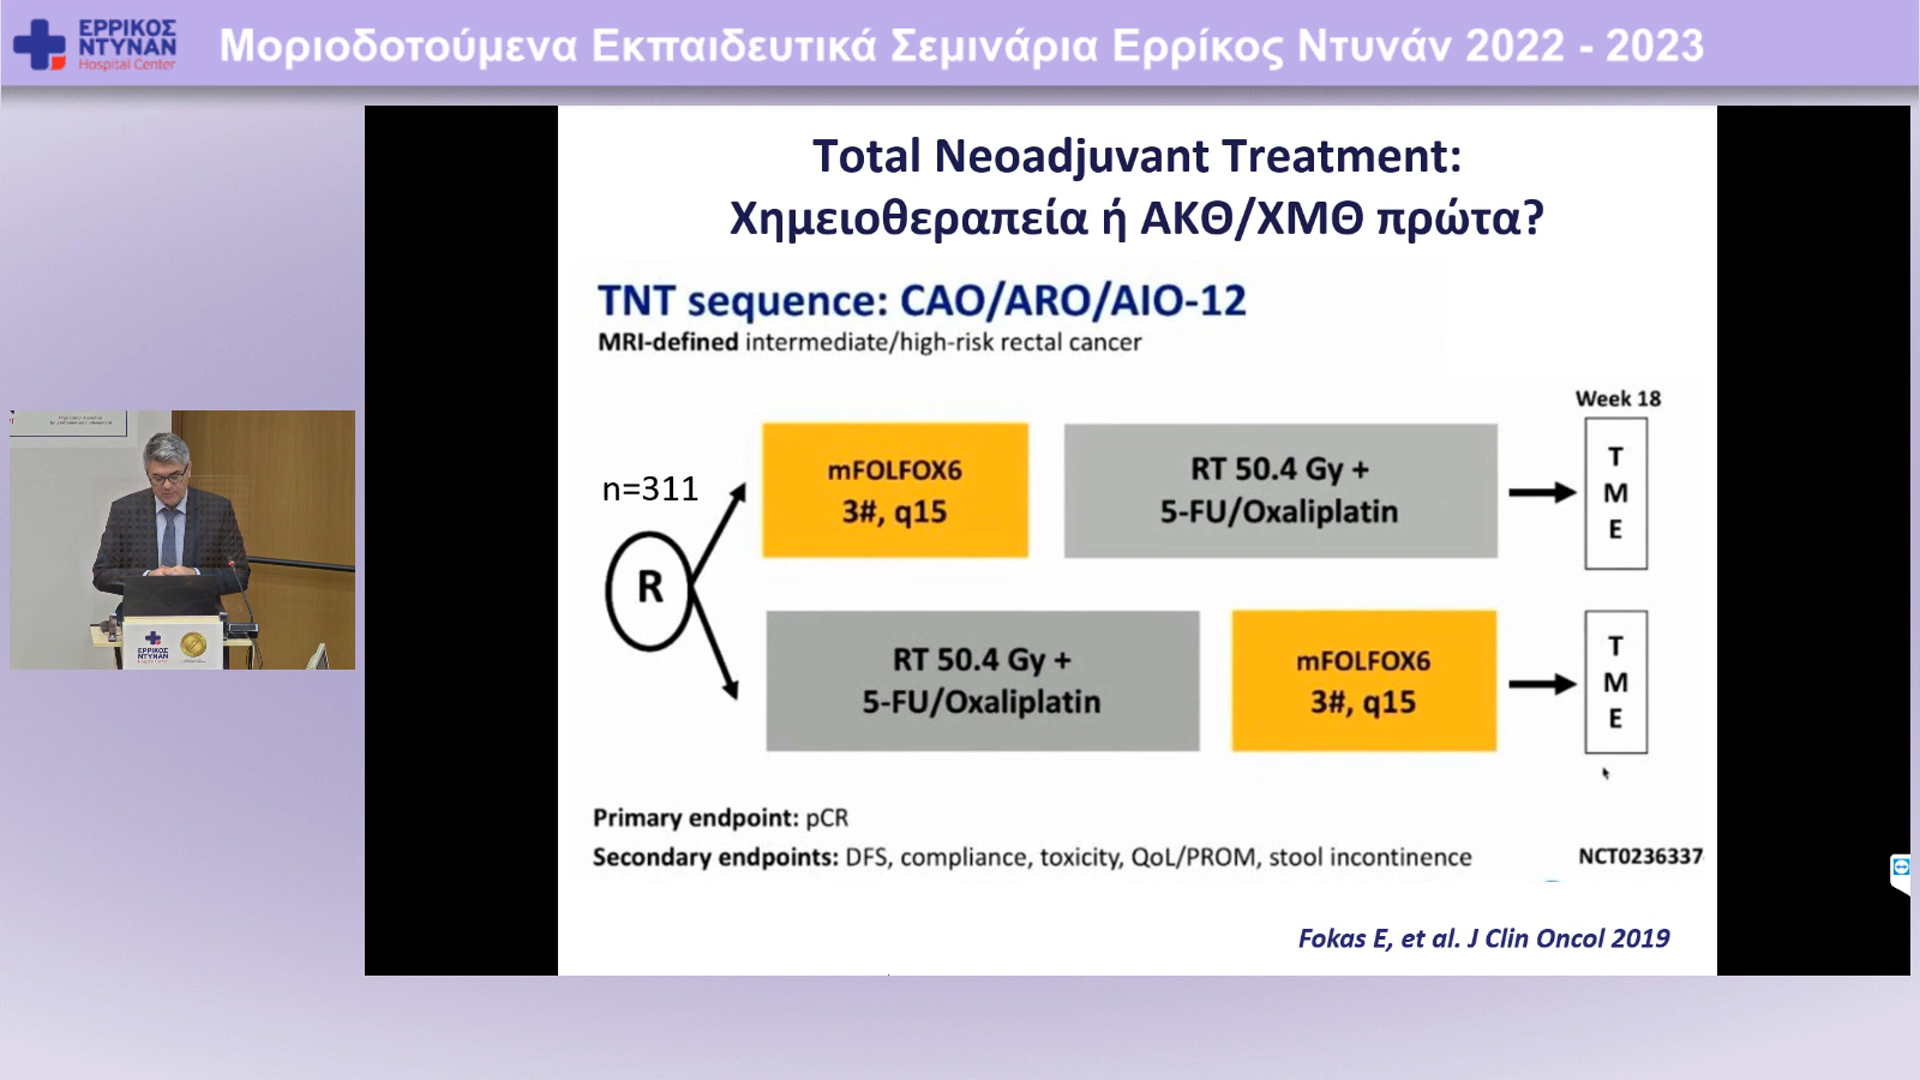 ΕΡΡΙΚΟΣ
ΝΤΥΝΑΝ
Hospital Center
Μοριοδοτούμενα Εκπαιδευτικά Σεμινάρια Ερρίκος Ντυνάν 2022 - 2023
Total Neoadjuvant Treatment:
Χημειοθεραπεία ή ΑΚΘ/ΧΜΘ πρώτα?
TNT sequence: CAO/ARO/AIO-12
MRI-defined intermediate/high-risk rectal cancer
Week 18
n=311
R
mFOLFOX6
3#, q15
RT 50.4 Gy +
5-FU/Oxaliplatin
T
M
E
RT 50.4 Gy +
5-FU/Oxaliplatin
mFOLFOX6
3#, q15
T
M
E
Primary endpoint: pCR
Secondary endpoints: DFS, compliance, toxicity, QoL/PROM, stool incontinence
NCT0236337
Fokas E, et al. J Clin Oncol 2019
ΕΡΡΙΚΟΣ
ΝΤΥΝΑΝ